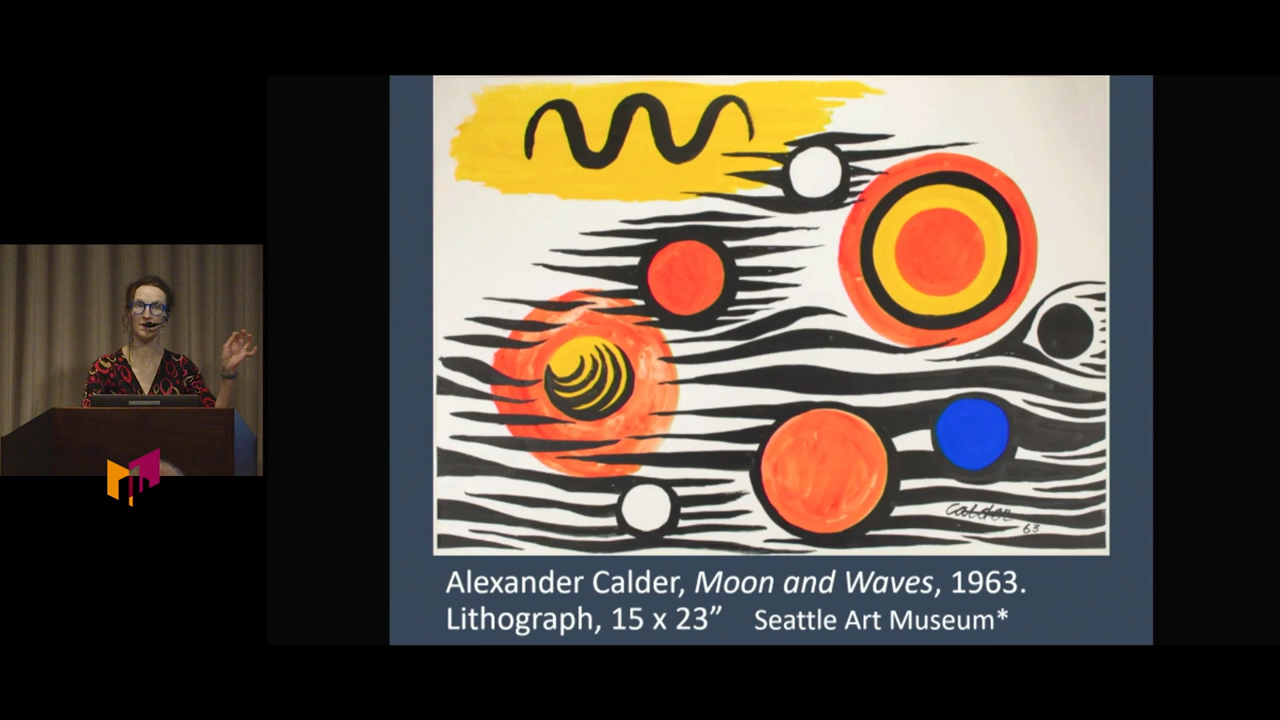 Calder
63
Alexander Calder, Moon and Waves, 1963.
Lithograph, 15 x 23” Seattle Art Museum*